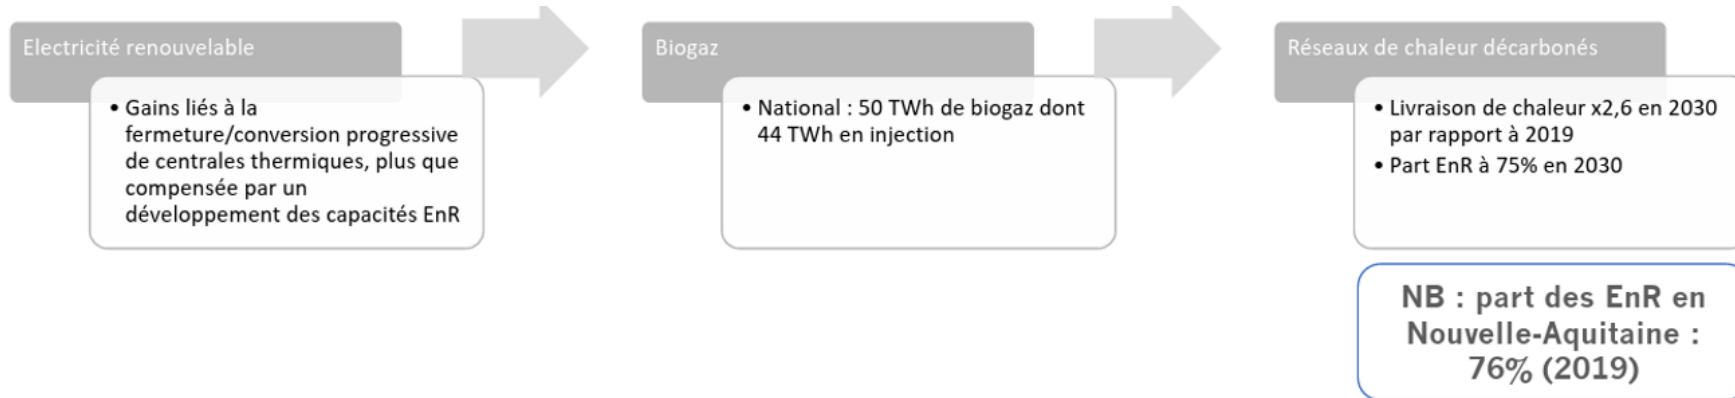 Electricité renouvelable
• Gains liés à la
fermeture/conversion progressive
de centrales thermiques, plus que
compensée par un
développement des capacités EnR
Biogaz
• National : 50 TWh de biogaz dont
44 TWh en injection
Réseaux de chaleur décarbonés
• Livraison de chaleur x2,6 en 2030
par rapport à 2019
• Part EnR à 75% en 2030
NB : part des EnR en
Nouvelle-Aquitaine :
76% (2019)